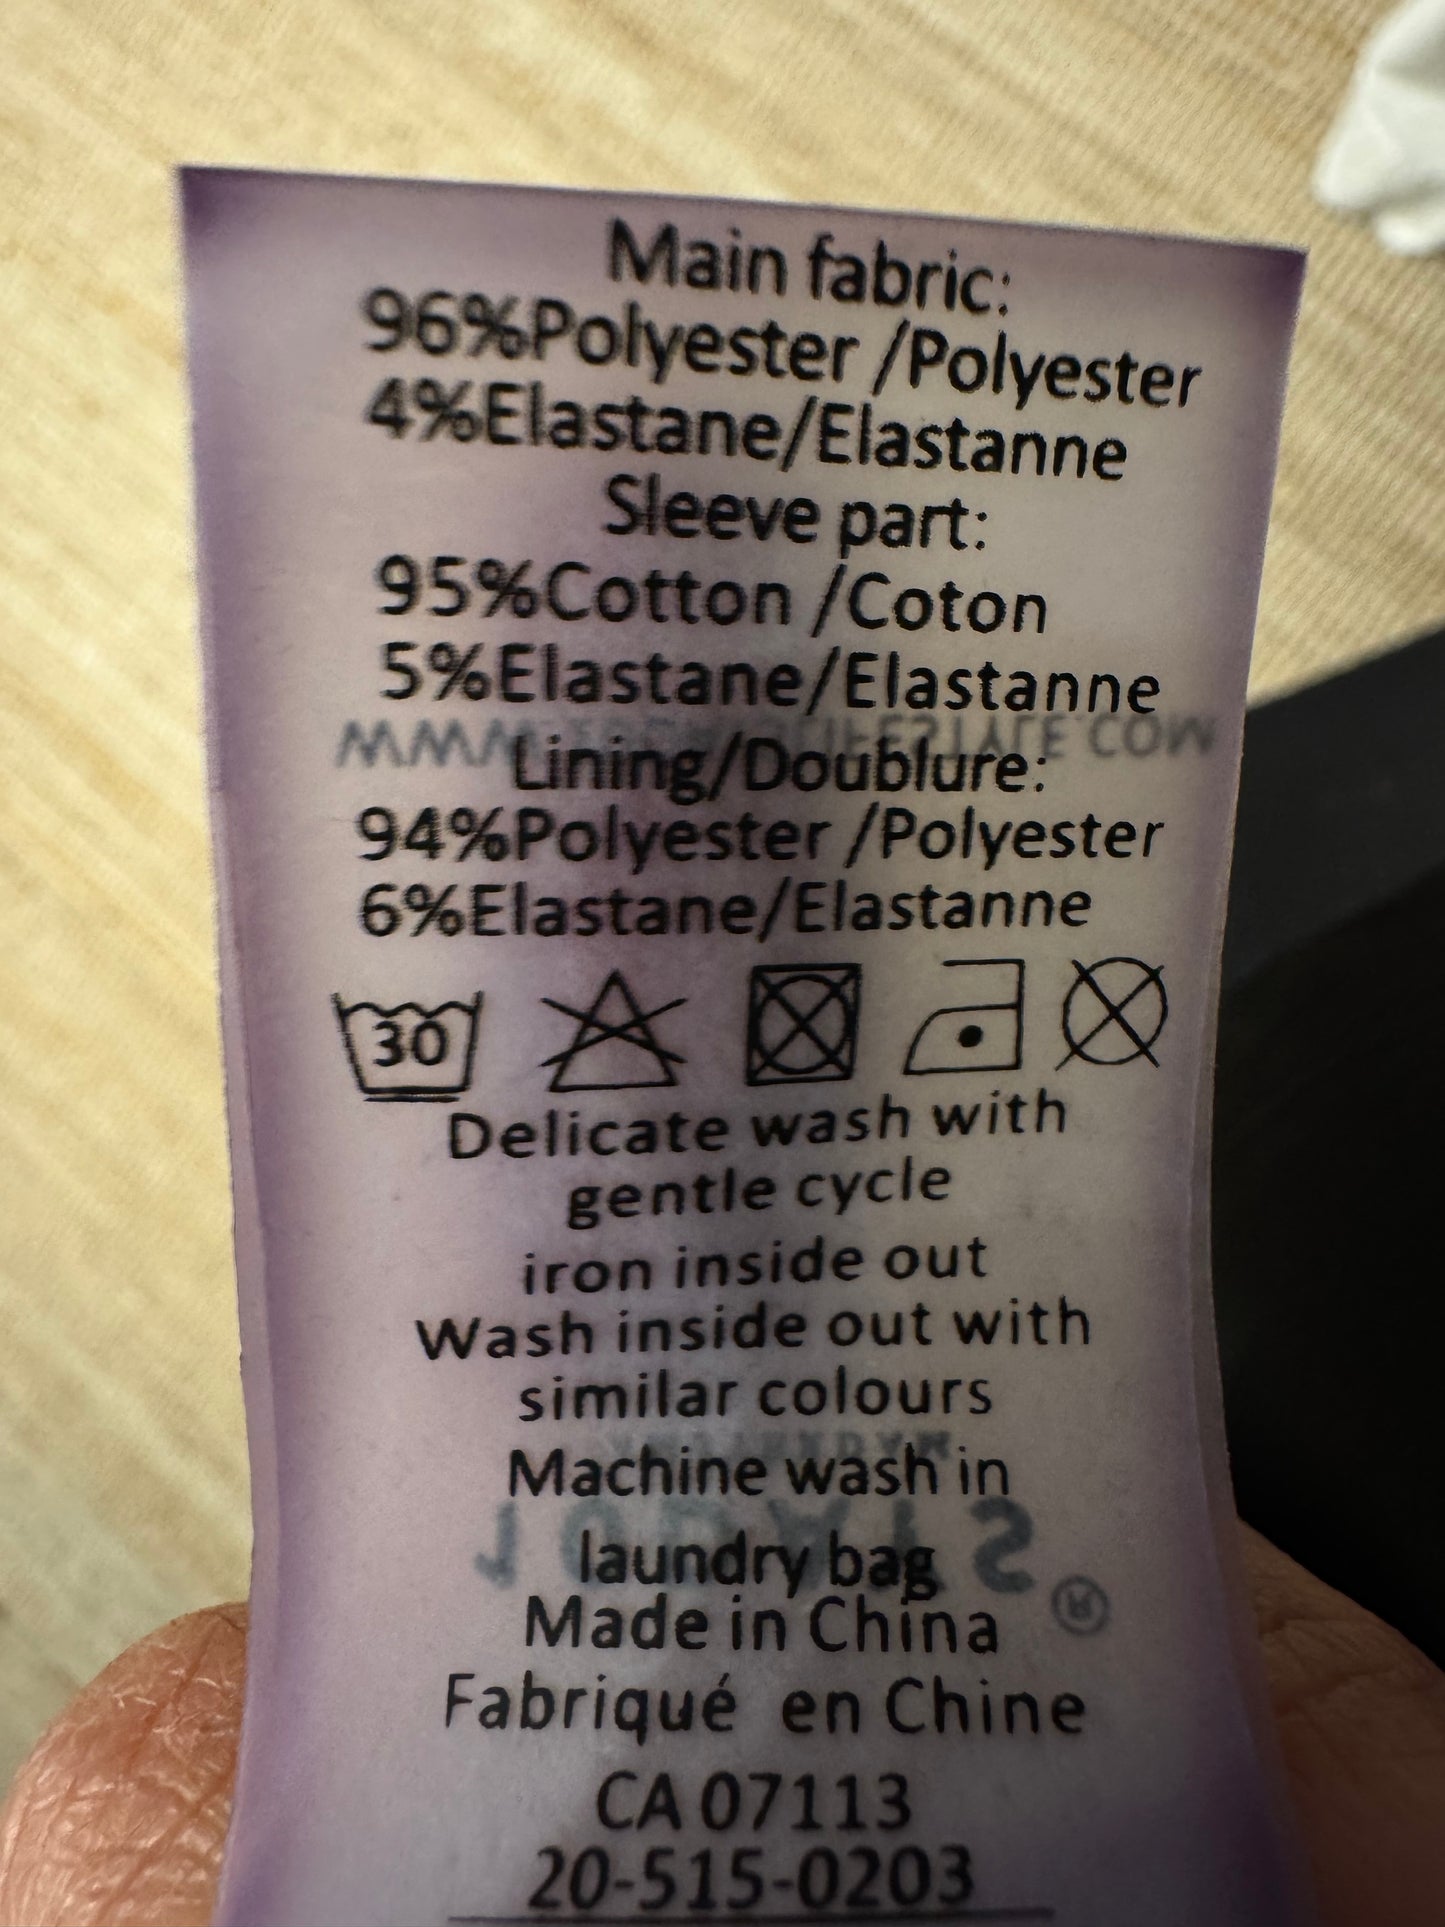 Main fabric:
96%Polyester /Polyester
4%Elastane/Elastanne
Sleeve part:
95%Cotton /Coton
5%Elastane/Elastanne
Lining/Doublure:
94%Polyester /Polyester
6%Elastane/Elastanne
30
Delicate wash with
gentle cycle
iron inside out
Wash inside out with
similar colours
Machine wash in
laundry bag
Made in China
Fabriqué en Chine
CA 07113
20-515-0203